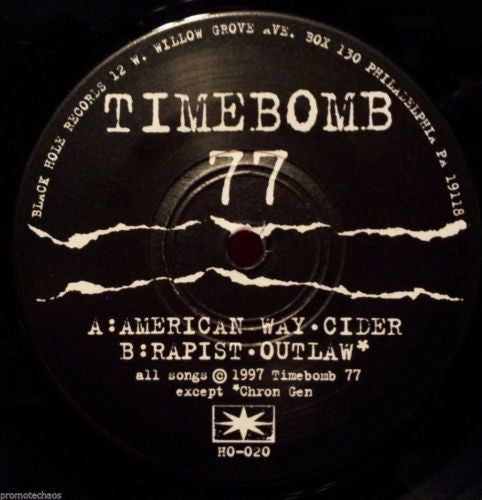 BLACK HOLE RECORDS 12 W. WILLOW GROVE AVE. BOX 130 PHILADELPHIA PA 19118
TIMEBOMB
77
A:AMERICAN WAY·CIDER
B:RAPIST·OUTLAW*
all songs © 1997 Timebomb 77
except *Chron Gen
HO-020
promotechaos